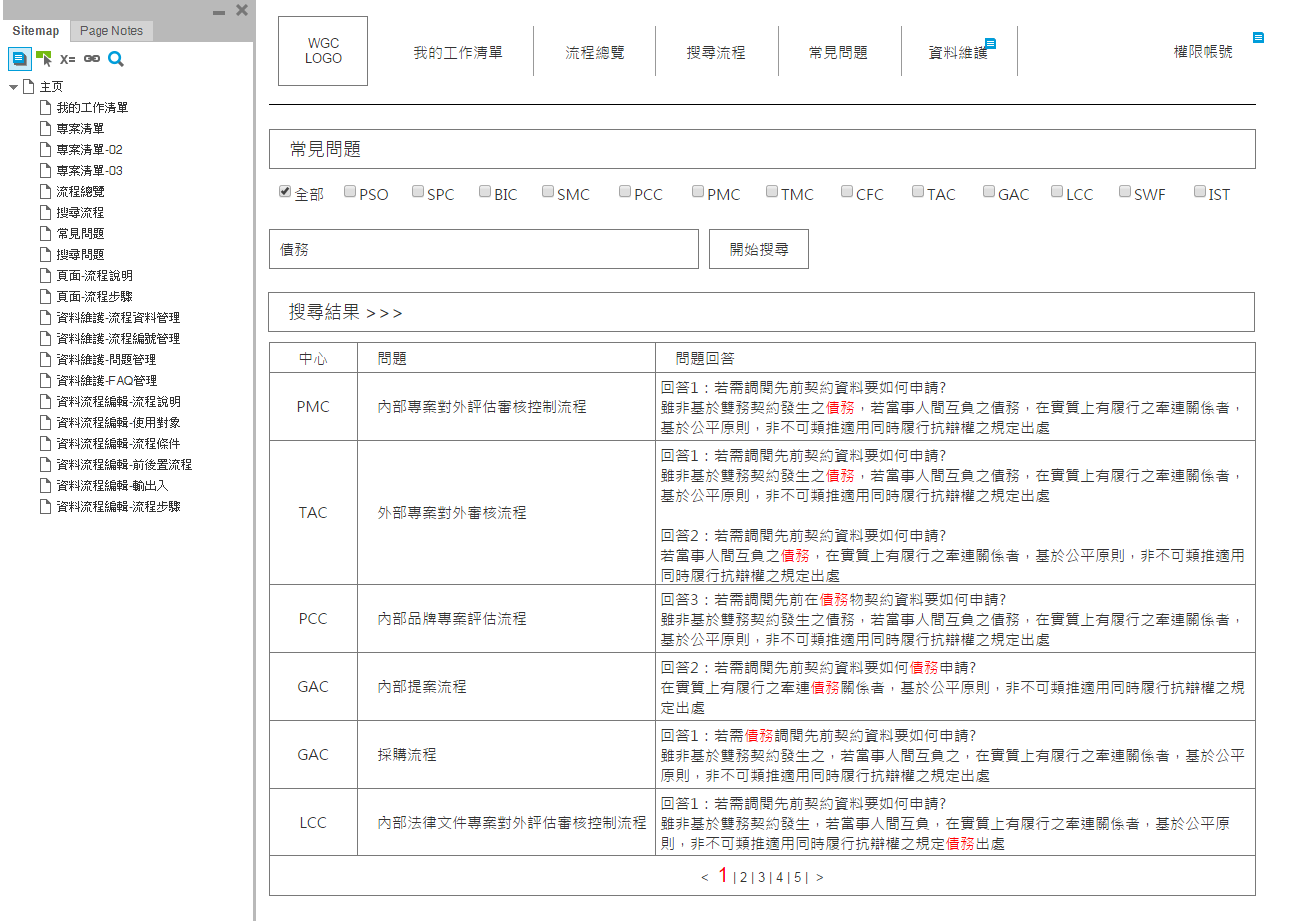 Sitemap
Page Notes
X=
主页
我的工作清單
專案清單
專案清單-02
專案清單-03
流程總覽
搜尋流程
常見問題
搜尋問題
頁面-流程說明
頁面-流程步驟
資料維護-流程資料管理
資料維護-流程編號管理
資料維護-問題管理
資料維護-FAQ管理
資料流程編輯-流程說明
資料流程編輯-使用對象
資料流程編輯-流程條件
資料流程編輯-前後置流程
資料流程編輯-輸出入
資料流程編輯-流程步驟
WGC
LOGO
我的工作清單
流程總覽
搜尋流程
常見問題
資料維護
權限帳號
常見問題
全部 PSO SPC BIC SMC PCC PMC TMC CFC TAC GAC LCC SWF IST
債務
開始搜尋
搜尋結果 >>>
中心 問題 問題回答
PMC
內部專案對外評估審核控制流程
回答1：若需調閱先前契約資料要如何申請?
雖非基於雙務契約發生之債務，若當事人間互負之債務，在實質上有履行之牽連關係者，
基於公平原則，非不可類推適用同時履行抗辯權之規定出處
TAC
外部專案對外審核流程
回答1：若需調閱先前契約資料要如何申請?
雖非基於雙務契約發生之債務，若當事人間互負之債務，在實質上有履行之牽連關係者，
基於公平原則，非不可類推適用同時履行抗辯權之規定出處
回答2：若需調閱先前契約資料要如何申請?
若當事人間互負之債務，在實質上有履行之牽連關係者，基於公平原則，非不可類推適用
同時履行抗辯權之規定出處
PCC
內部品牌專案評估流程
回答3：若需調閱先前在債務物契約資料要如何申請?
雖非基於雙務契約發生之債務，若當事人間互負之債務，在實質上有履行之牽連關係者，
基於公平原則，非不可類推適用同時履行抗辯權之規定出處
GAC
內部提案流程
回答2：若需調閱先前契約資料要如何債務申請?
在實質上有履行之牽連債務關係者，基於公平原則，非不可類推適用同時履行抗辯權之規
定出處
GAC
採購流程
回答1：若需債務調閱先前契約資料要如何申請?
雖非基於雙務契約發生之，若當事人間互負之，在實質上有履行之牽連關係者，基於公平
原則，非不可類推適用同時履行抗辯權之規定出處
LCC
內部法律文件專案對外評估審核控制流程
回答1：若需調閱先前契約資料要如何申請?
雖非基於雙務契約發生，若當事人間互負，在實質上有履行之牽連關係者，基於公平原
則，非不可類推適用同時履行抗辯權之規定債務出處
< 1 | 2 | 3 | 4 | 5 | >